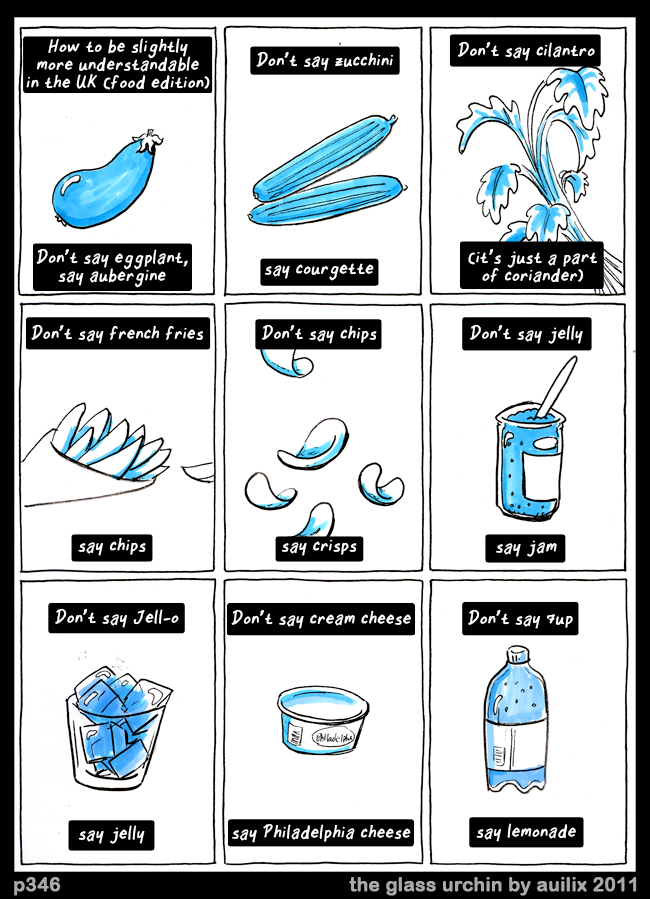 How to be slightly
more understandable
in the UK (food edition)
Don't say eggplant,
say aubergine
Don't say zucchini
say courgette
Don't say cilantro
(it's just a part
of coriander)
Don't say french fries
say chips
Don't say chips
say crisps
Don't say jelly
say jam
Don't say Jell-o
say jelly
Don't say cream cheese
Philadelphia
say Philadelphia cheese
Don't say 7up
say lemonade
p346
the glass urchin by auilix 2011